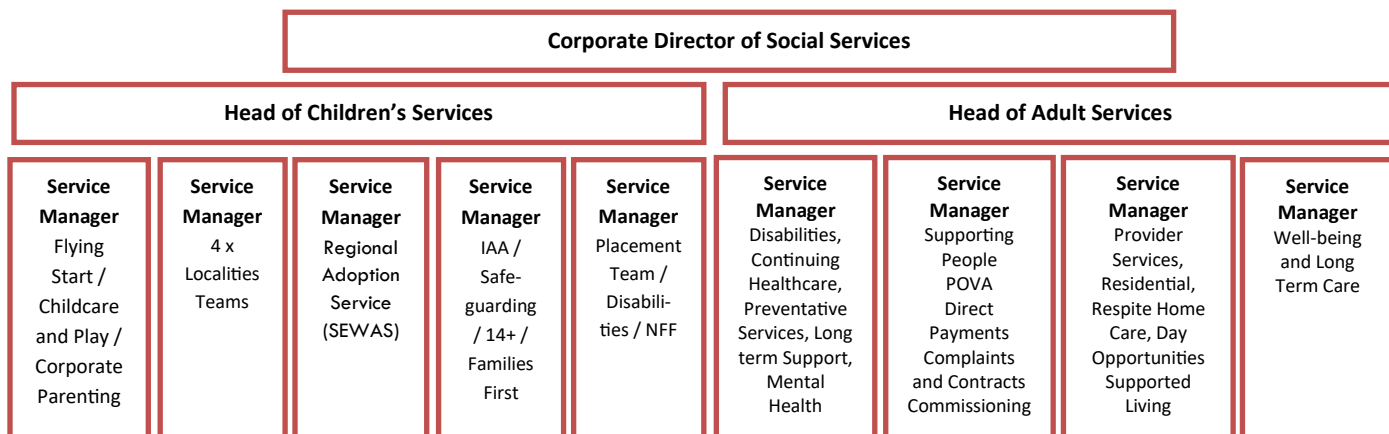 Corporate Director of Social Services
Head of Children’s Services
Head of Adult Services
Service
Manager
Flying
Start /
Childcare
and Play /
Corporate
Parenting
Service
Manager
4 x
Localities
Teams
Service
Manager
Regional
Adoption
Service
(SEWAS)
Service
Manager
IAA /
Safe-
guarding
/ 14+ /
Families
First
Service
Manager
Placement
Team /
Disabili-
ties / NFF
Service
Manager
Disabilities,
Continuing
Healthcare,
Preventative
Services, Long
term Support,
Mental
Health
Service
Manager
Supporting
People
POVA
Direct
Payments
Complaints
and Contracts
Commissioning
Service
Manager
Provider
Services,
Residential,
Respite Home
Care, Day
Opportunities
Supported
Living
Service
Manager
Well-being
and Long
Term Care